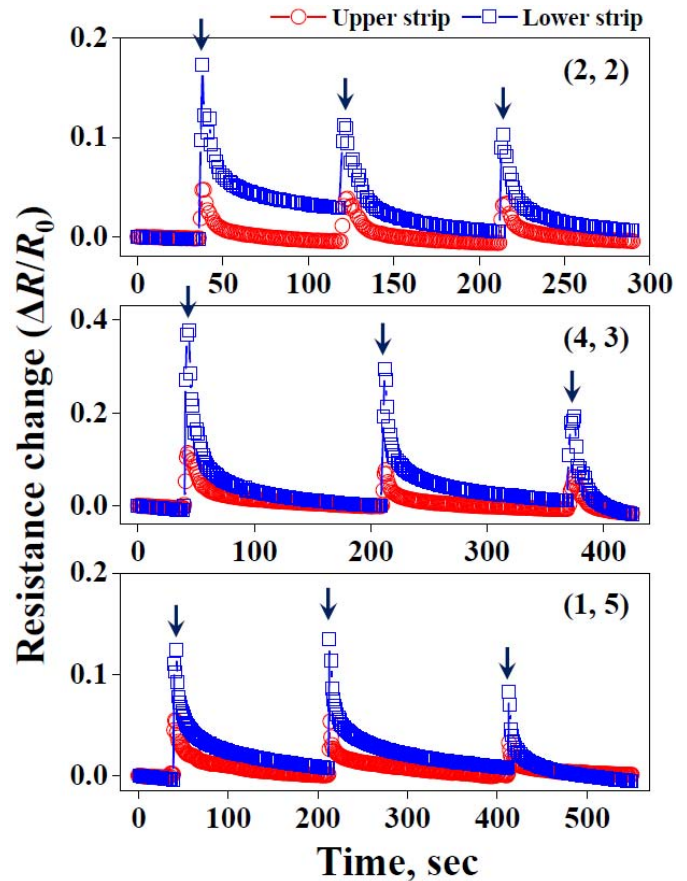 Upper strip Lower strip
0.2
(2, 2)
0.1
0.0
0 50 100 150 200 250 300
0.4
(4, 3)
0.2
0.0
0 100 200 300 400
0.2
(1, 5)
0.1
0.0
0 100 200 300 400 500
Resistance change (ΔR/R₀)
Time, sec